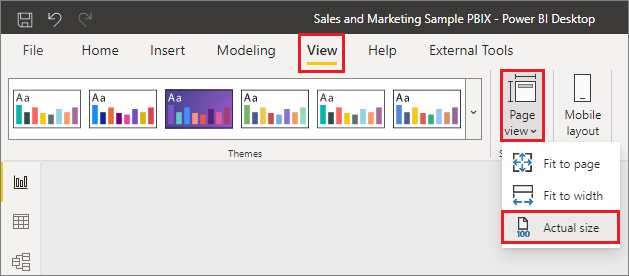 Sales and Marketing Sample PBIX - Power BI Desktop
File Home Insert Modeling View Help External Tools
Aa Aa Aa Aa Aa Aa
Page view
Mobile layout
Themes
S
Fit to page
Fit to width
100 Actual size